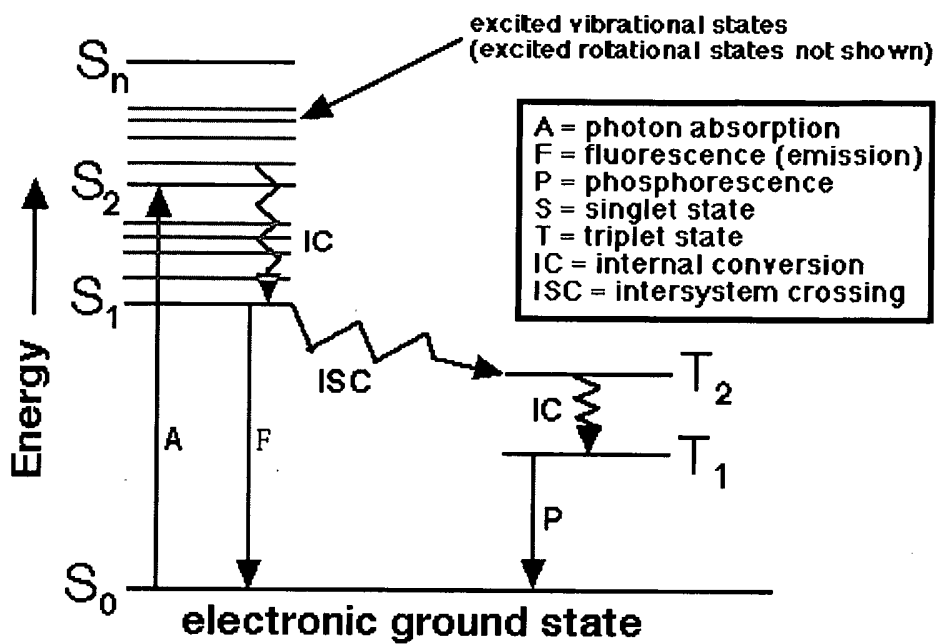 excited vibrational states
(excited rotational states not shown)
Sn
A = photon absorption
F = fluorescence (emission)
P = phosphorescence
S = singlet state
T = triplet state
IC = internal conversion
ISC = intersystem crossing
S2
IC
S1
ISC
T2
IC
T1
Energy
A
F
P
S0
electronic ground state